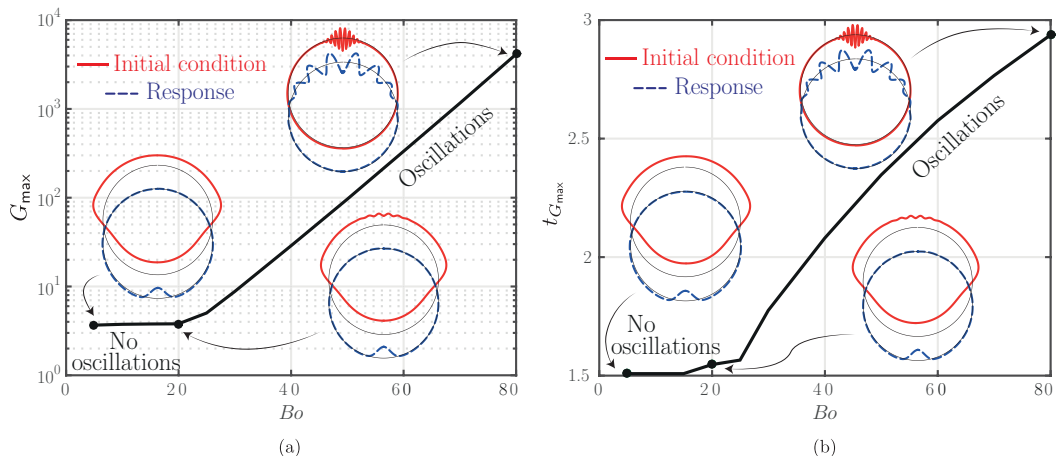 10^4
10^3
10^2
10^1
10^0
G_max
Initial condition
Response
Oscillations
No
oscillations
0 20 40 60 80
Bo
(a)
3
2.5
2
1.5
t_{G_max}
Initial condition
Response
Oscillations
No
oscillations
0 20 40 60 80
Bo
(b)